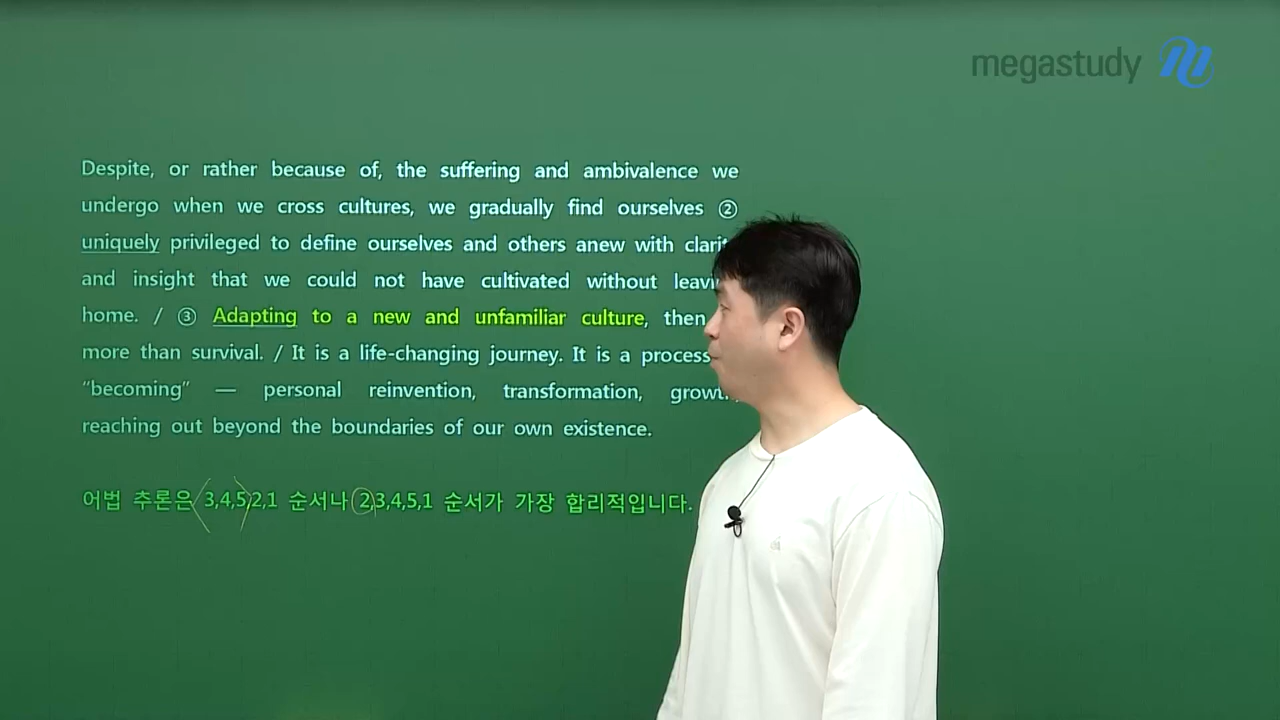 megastudy
Despite, or rather because of, the suffering and ambivalence we
undergo when we cross cultures, we gradually find ourselves ②
uniquely privileged to define ourselves and others anew with
and insight that we could not have cultivated without
home. / ③ Adapting to a new and unfamiliar culture, then
more than survival. / It is a life-changing journey. It is a process
"becoming" — personal reinvention, transformation,
reaching out beyond the boundaries of our own existence.
어법 추론은 3,4,5,2,1 순서나 2,3,4,5,1 순서가 가장 합리적입니다.